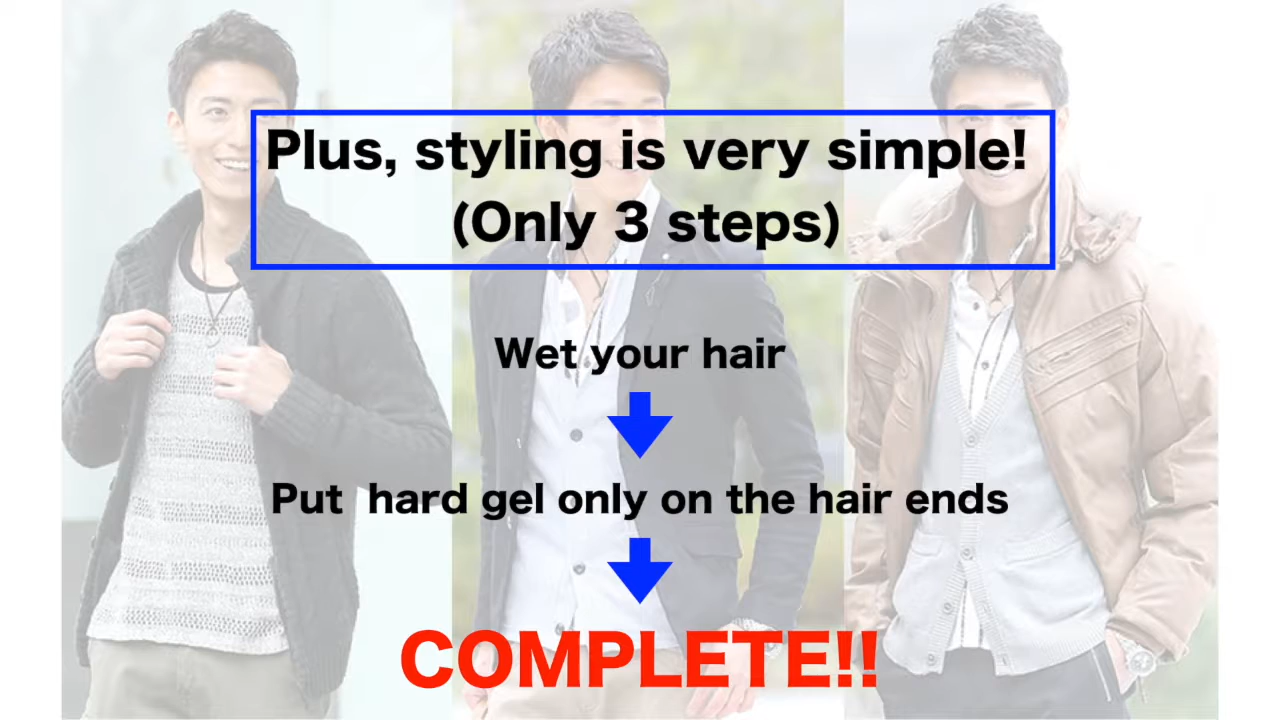 Plus, styling is very simple!
(Only 3 steps)
Wet your hair
Put hard gel only on the hair ends
COMPLETE!!